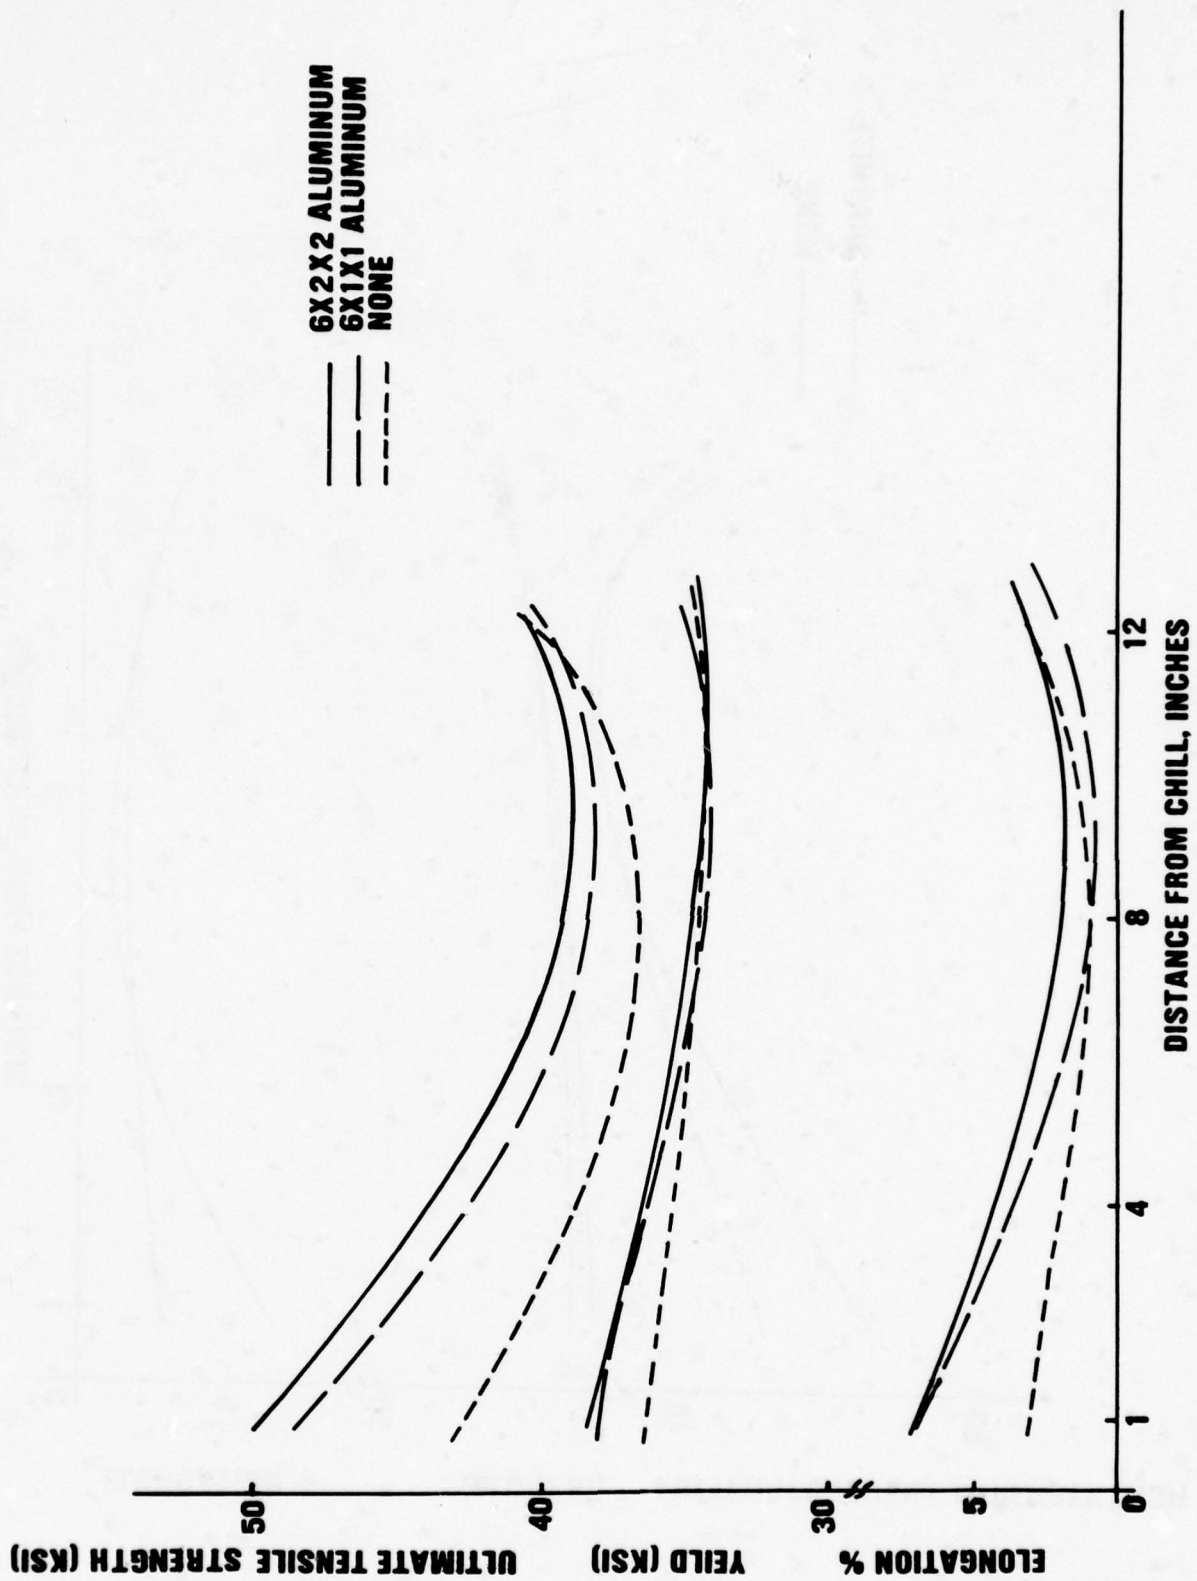 6X2X2 ALUMINUM
6X1X1 ALUMINUM
NONE
ULTIMATE TENSILE STRENGTH (KSI)
YEILD (KSI)
ELONGATION %
50
40
30
5
0
1
4
8
12
DISTANCE FROM CHILL, INCHES